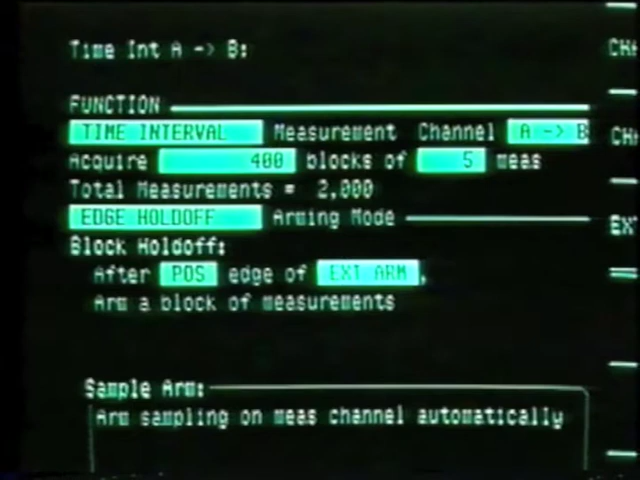 Time Int A -> B:
FUNCTION
TIME INTERVAL Measurement Channel A -> B
Acquire 400 blocks of 5 meas
Total Measurements = 2,000
EDGE HOLDOFF Arming Mode
Block Holdoff:
After POS edge of EXT ARM,
Arm a block of measurements
Sample Arm:
Arm sampling on meas channel automatically